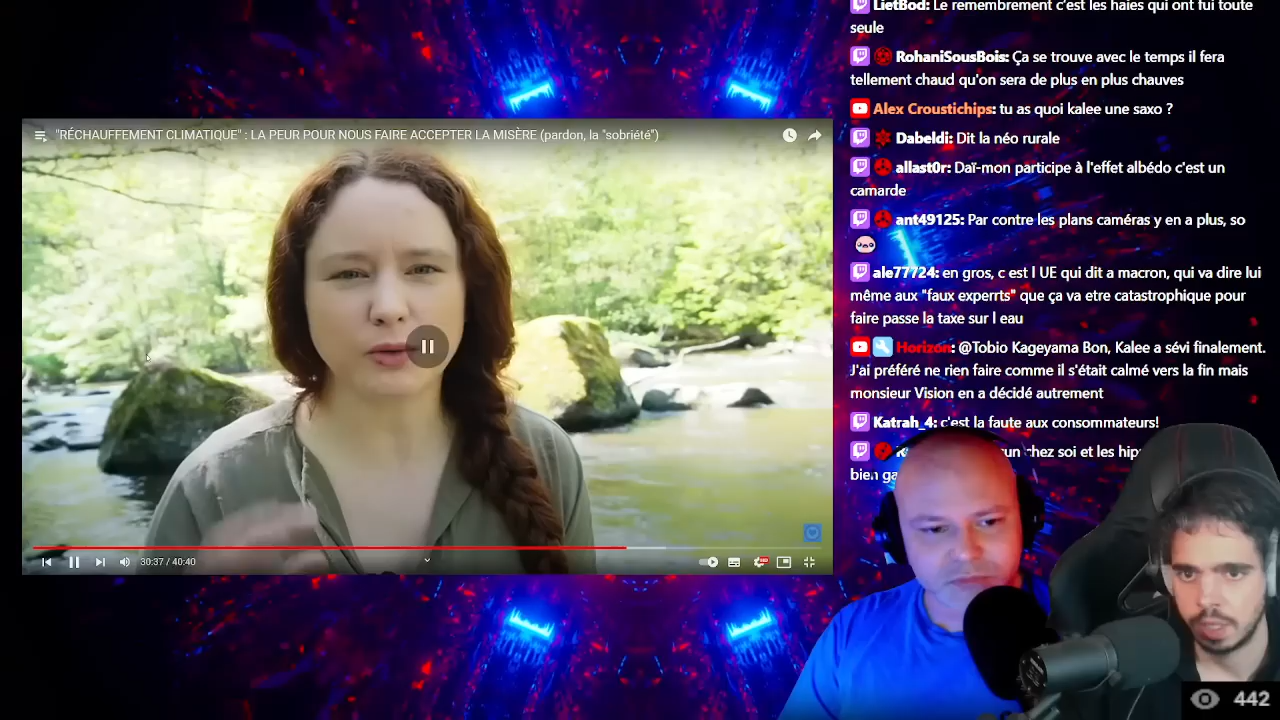 "RÉCHAUFFEMENT CLIMATIQUE" : LA PEUR POUR NOUS FAIRE ACCEPTER LA MISÈRE (pardon, la "sobriété")
30:37 / 40:40
LietBod: Le remembrement c'est les haies qui ont fui toute
seule
RohaniSousBois: Ça se trouve avec le temps il fera
tellement chaud qu'on sera de plus en plus chauves
Alex Croustichips: tu as quoi kalee une saxo ?
Dabeldi: Dit la néo rurale
allast0r: Daï-mon participe à l'effet albédo c'est un
camarde
ant49125: Par contre les plans caméras y en a plus, so
ale77724: en gros, c est l UE qui dit a macron, qui va dire lui
même aux "faux experrts" que ça va etre catastrophique pour
faire passe la taxe sur l eau
Horizon: @Tobio Kageyama Bon, Kalee a sévi finalement.
J'ai préféré ne rien faire comme il s'était calmé vers la fin mais
monsieur Vision en a décidé autrement
Katrah_4: c'est la faute aux consommateurs!
chez soi et les
bien
442